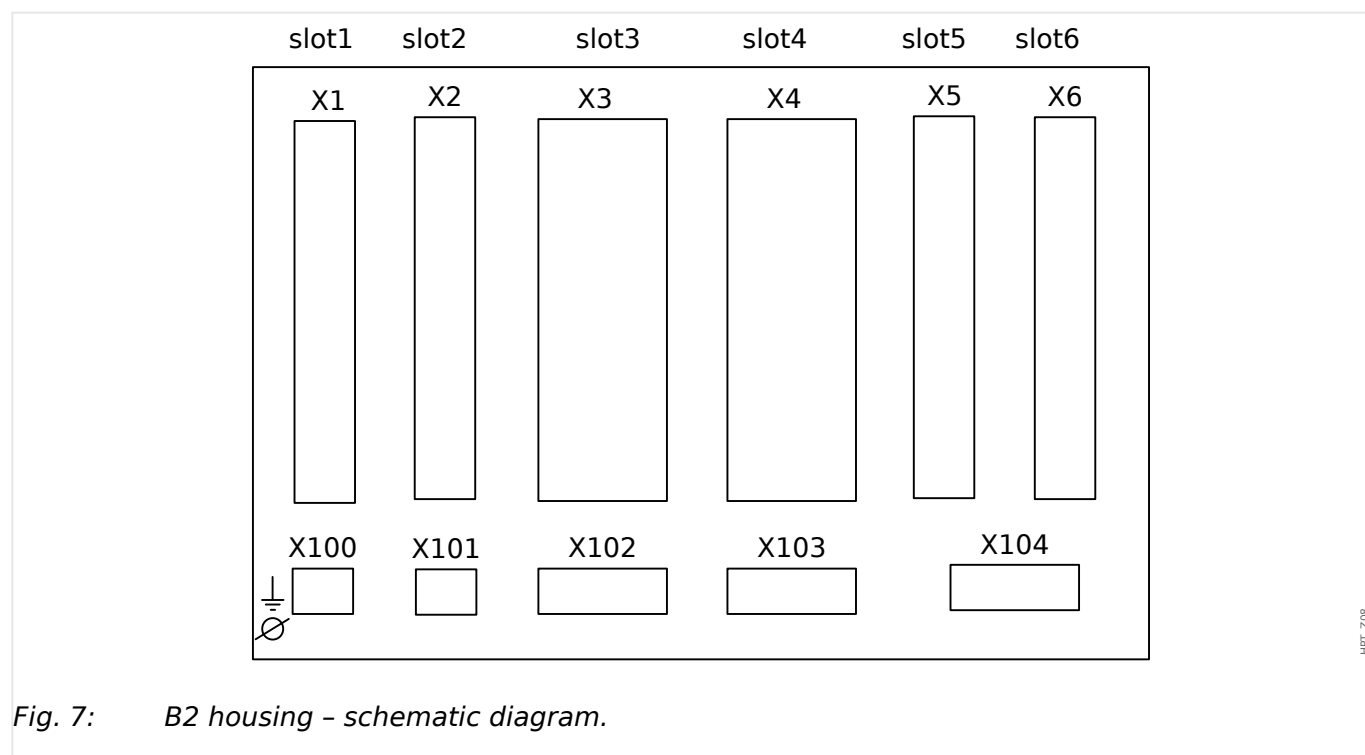 slot1 slot2 slot3 slot4 slot5 slot6
X1 X2 X3 X4 X5 X6
X100 X101 X102 X103 X104
HPT_Z08
Fig. 7: B2 housing – schematic diagram.